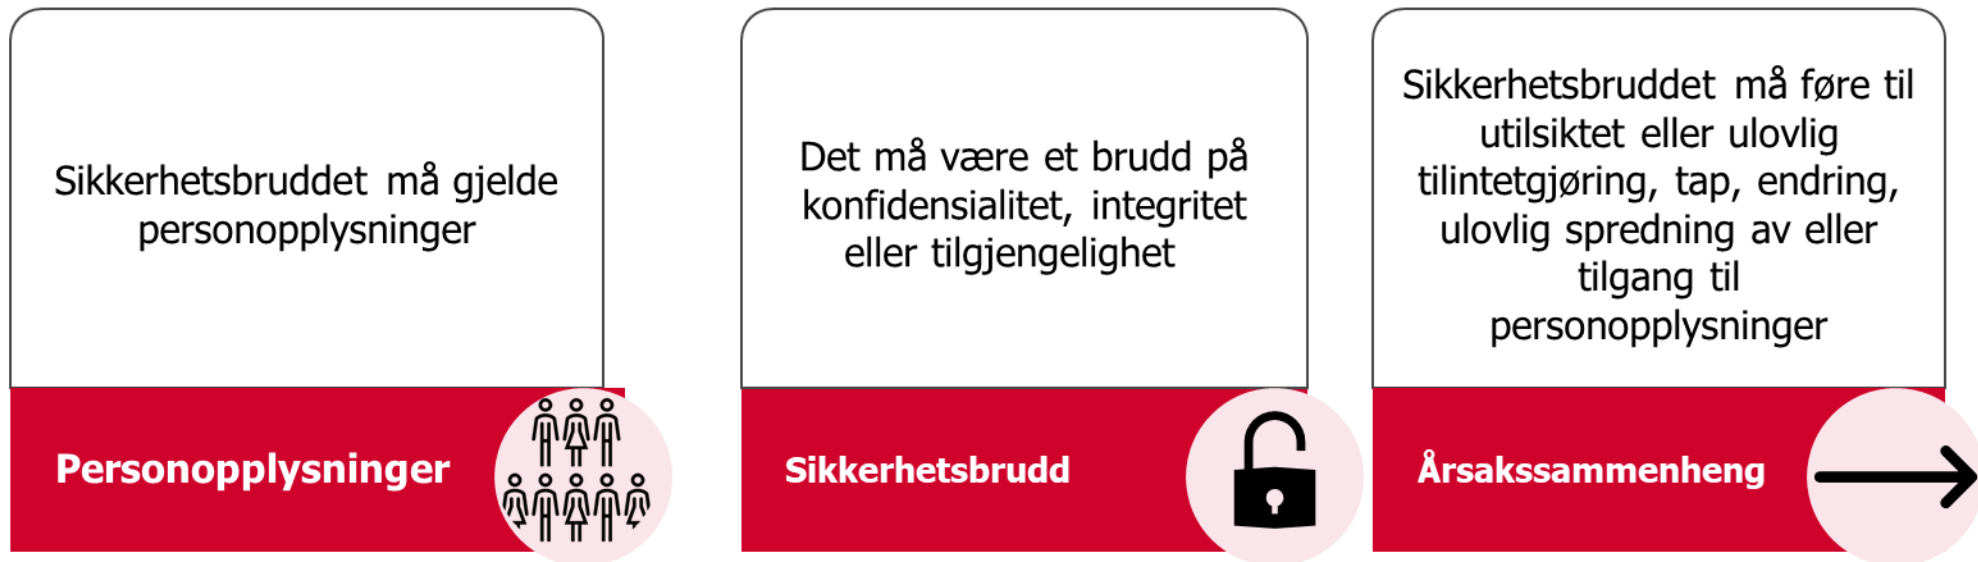 Sikkerhetsbruddet må gjelde
personopplysninger
Personopplysninger
Det må være et brudd på
konfidensialitet, integritet
eller tilgjengelighet
Sikkerhetsbrudd
Sikkerhetsbruddet må føre til
utilsiktet eller ulovlig
tilintetgjøring, tap, endring,
ulovlig spredning av eller
tilgang til
personopplysninger
Årsakssammenheng